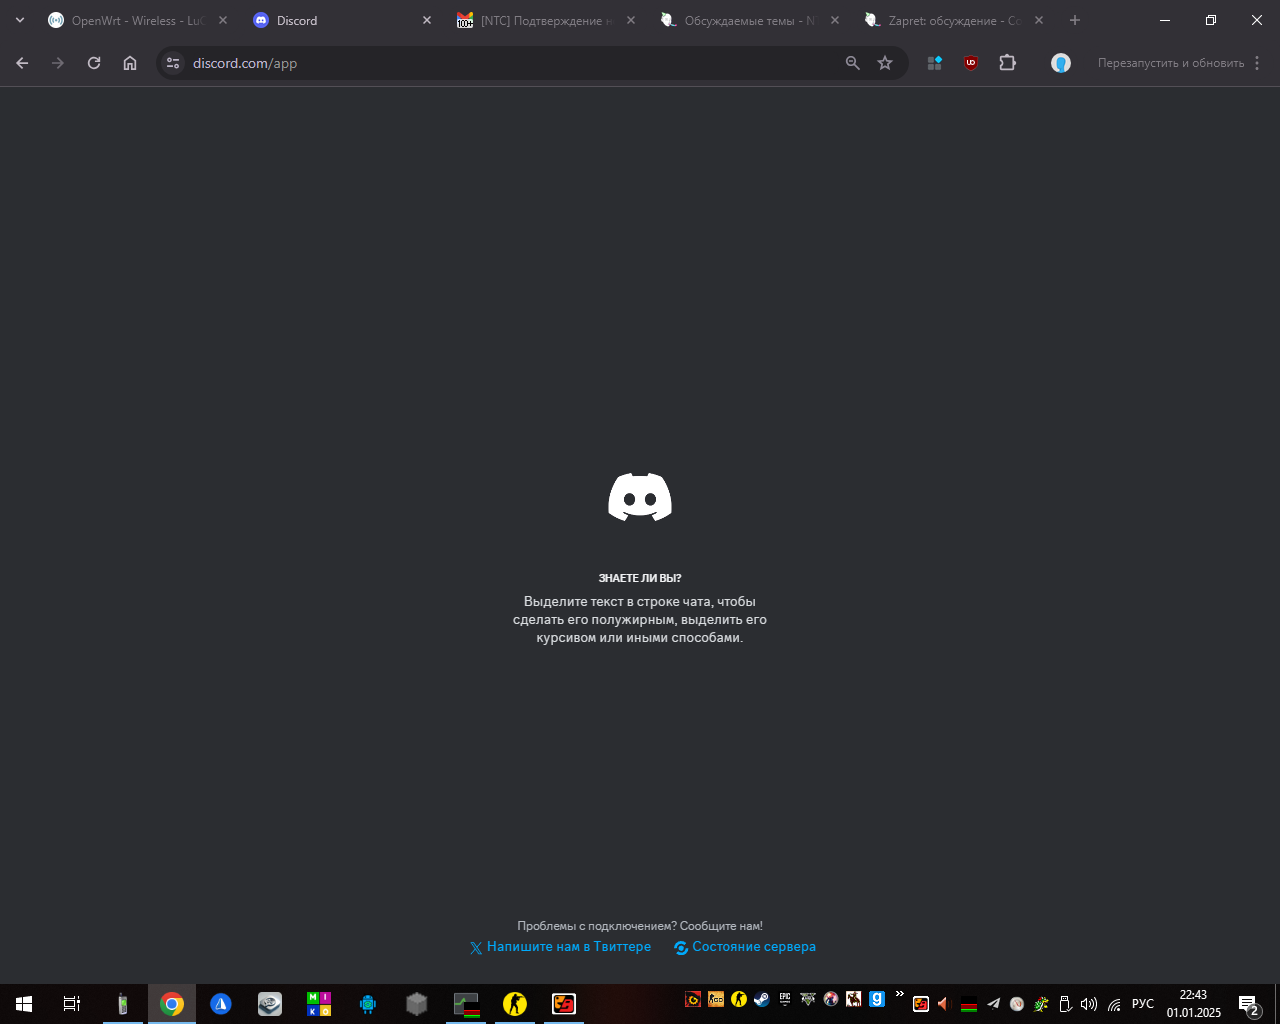 OpenWrt - Wireless - LuC
Discord
[NTC] Подтверждение н
Обсуждаемые темы - N
Zapret: обсуждение - Co
discord.com/app
Перезапустить и обновить
ЗНАЕТЕ ЛИ ВЫ?
Выделите текст в строке чата, чтобы
сделать его полужирным, выделить его
курсивом или иными способами.
Проблемы с подключением? Сообщите нам!
Напишите нам в Твиттере
Состояние сервера
M I
K O
EPIC
РУС
22:43
01.01.2025
2